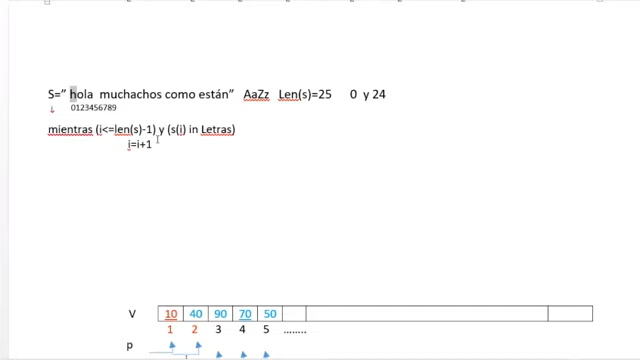 S=” hola muchachos como están” AaZz Len(s)=25 0 y 24
0123456789
mientras (i<=len(s)-1) y (s(i) in Letras)
i=i+1
V 10 40 90 70 50
1 2 3 4 5 ……..
p